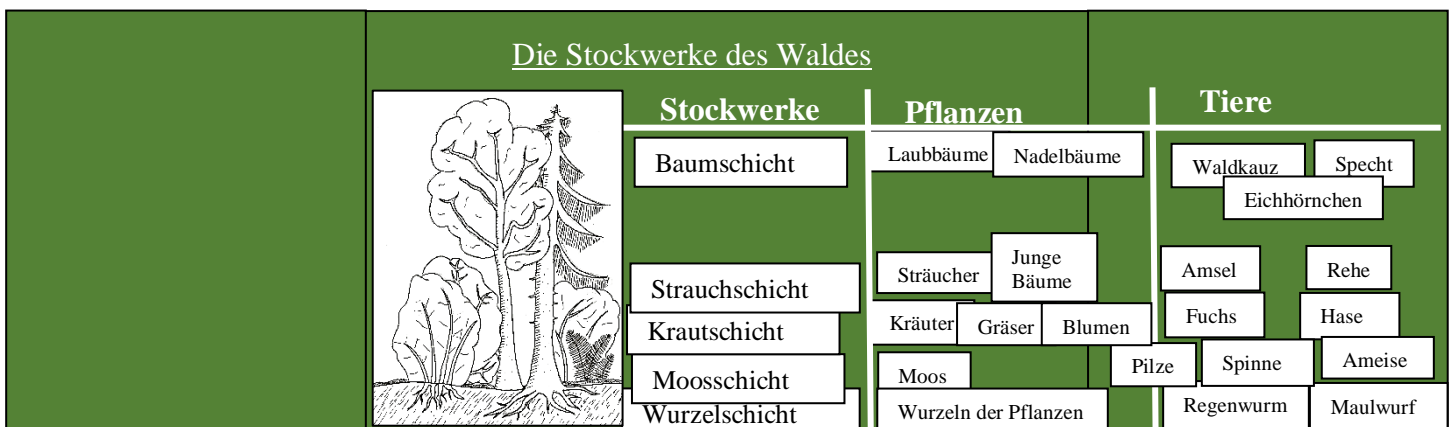 Die Stockwerke des Waldes
Stockwerke Pflanzen Tiere
Baumschicht Laubbäume Nadelbäume Waldkauz Specht
Eichhörnchen
Strauchschicht Sträucher Junge Bäume Amsel Rehe
Krautschicht Kräuter Gräser Blumen Fuchs Hase
Moosschicht Moos Pilze Spinne Ameise
Wurzelschicht Wurzeln der Pflanzen Regenwurm Maulwurf